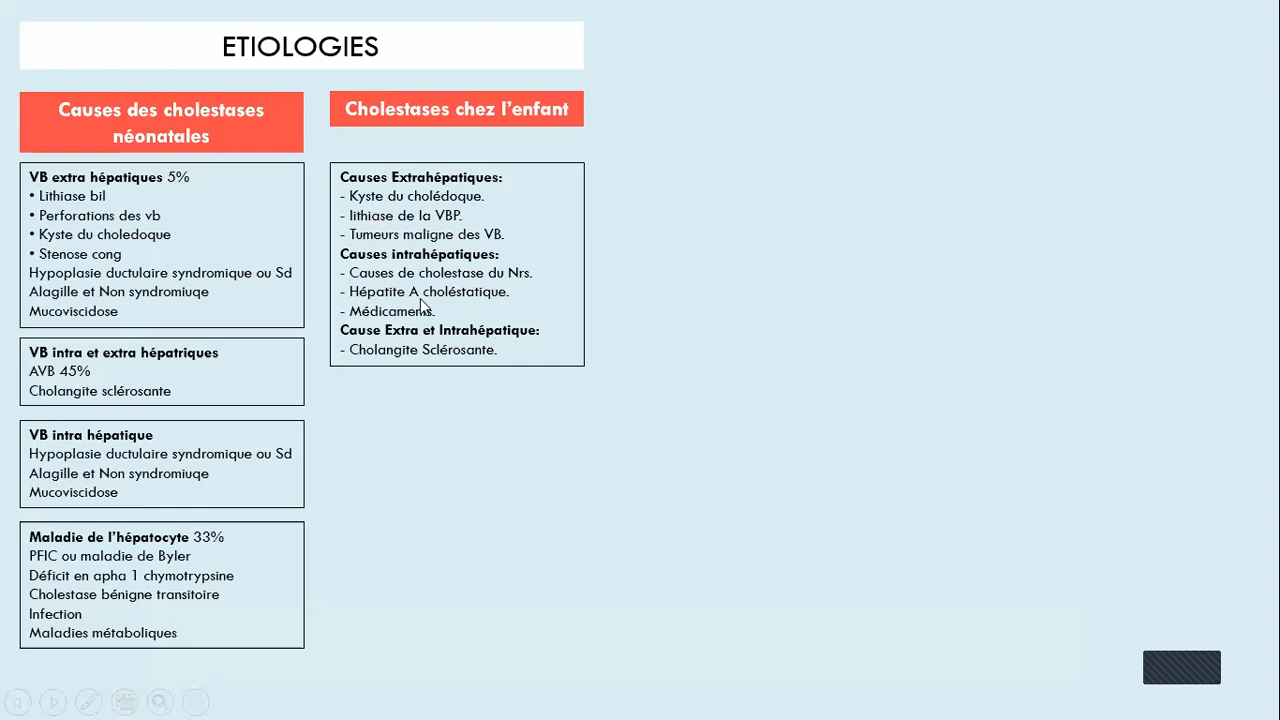 ETIOLOGIES
Causes des cholestases
néonatales
VB extra hépatiques 5%
• Lithiase bil
• Perforations des vb
• Kyste du choledoque
• Stenose cong
Hypoplasie ductulaire syndromique ou Sd
Alagille et Non syndromiuqe
Mucoviscidose
VB intra et extra hépatriques
AVB 45%
Cholangite sclérosante
VB intra hépatique
Hypoplasie ductulaire syndromique ou Sd
Alagille et Non syndromiuqe
Mucoviscidose
Maladie de l'hépatocyte 33%
PFIC ou maladie de Byler
Déficit en apha 1 chymotrypsine
Cholestase bénigne transitoire
Infection
Maladies métaboliques
Cholestases chez l'enfant
Causes Extrahépatiques:
- Kyste du cholédoque.
- lithiase de la VBP.
- Tumeurs maligne des VB.
Causes intrahépatiques:
- Causes de cholestase du Nrs.
- Hépatite A choléstatique.
- Médicaments.
Cause Extra et Intrahépatique:
- Cholangite Sclérosante.